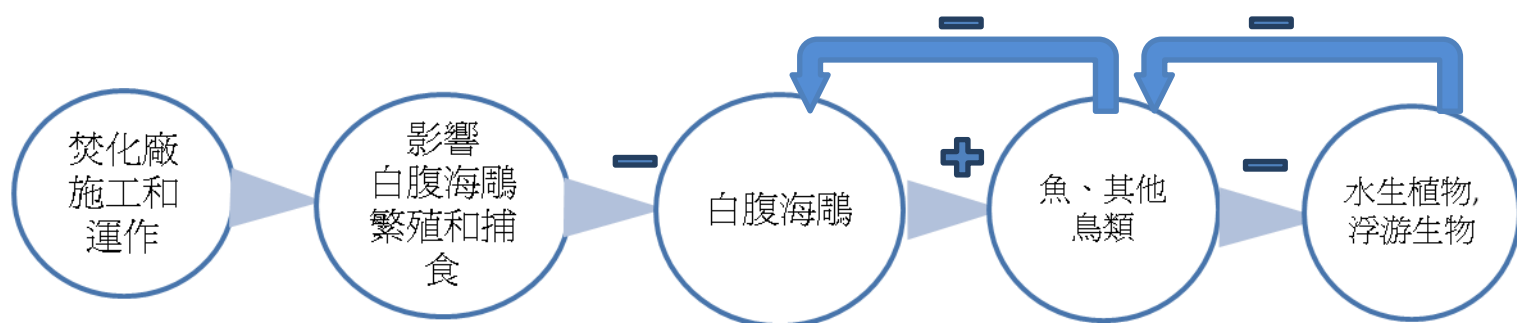 焚化廠
施工和
運作
影響
白腹海鵰
繁殖和捕
食
白腹海鵰
魚、其他
鳥類
水生植物,
浮游生物